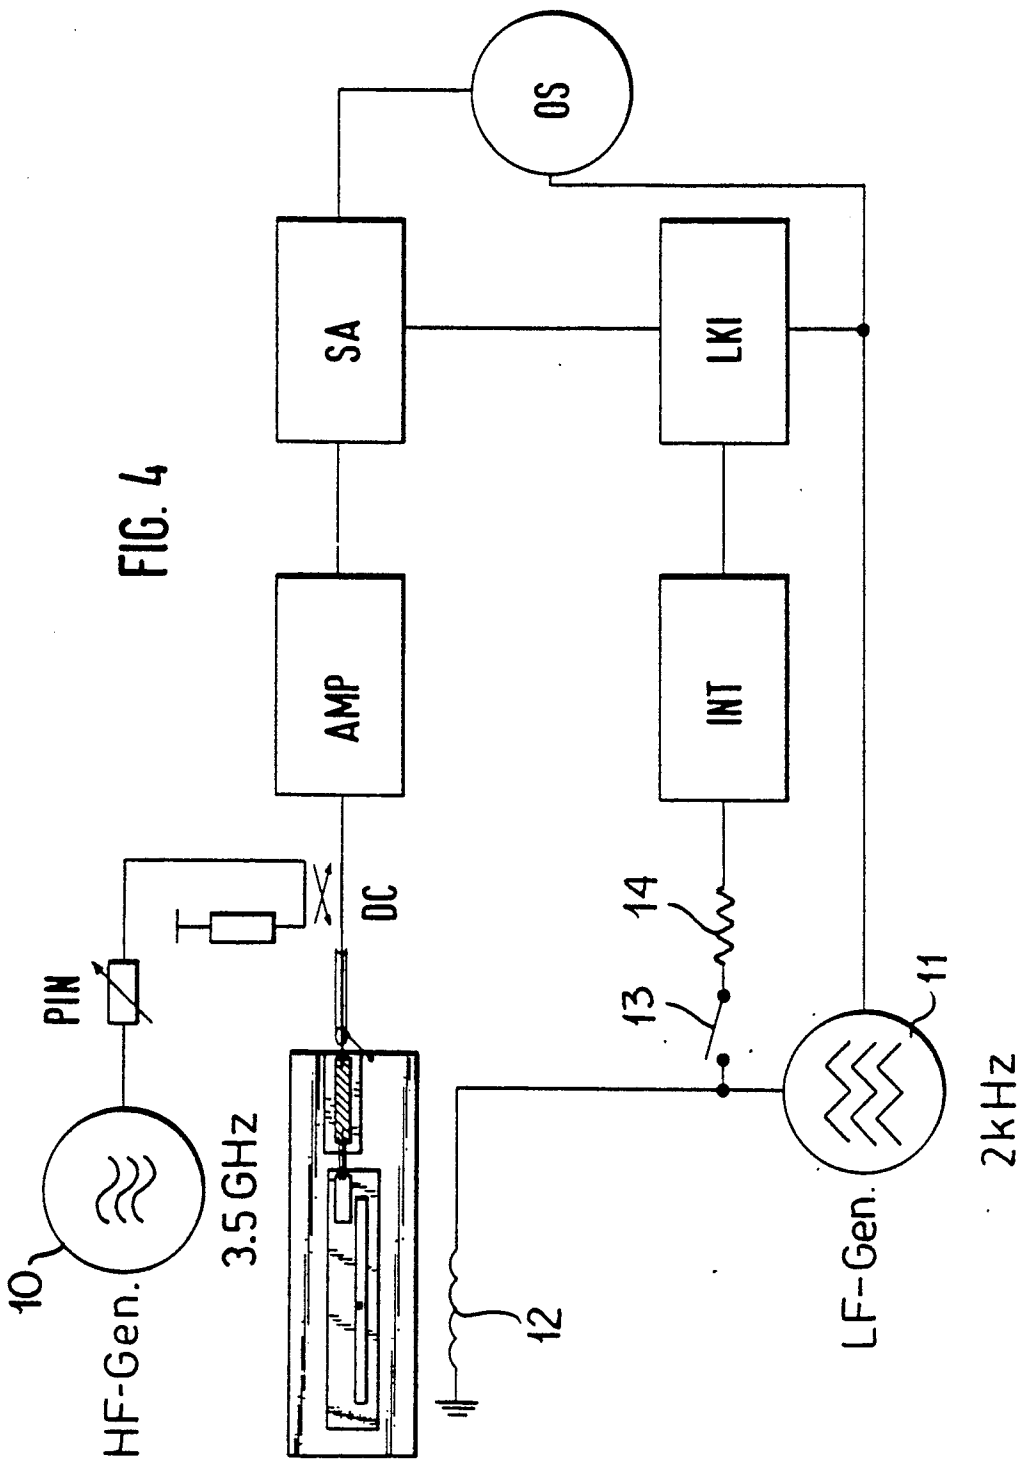 FIG. 4
10
HF-Gen.
3.5 GHz
PIN
DC
AMP
SA
OS
12
13
14
INT
LKI
LF-Gen.
11
2kHz